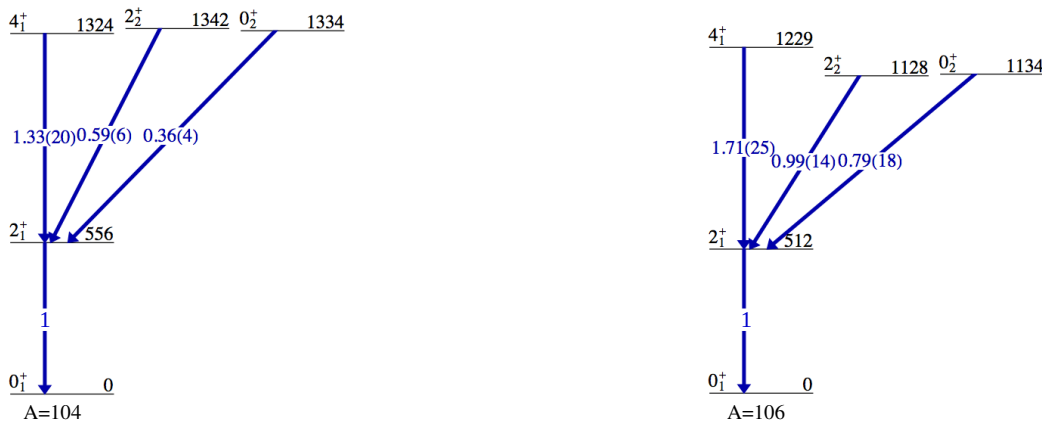 4₁⁺ 1324 2₂⁺ 1342 0₂⁺ 1334
1.33(20) 0.59(6) 0.36(4)
2₁⁺ 556
1
0₁⁺ 0
A=104
4₁⁺ 1229
2₂⁺ 1128 0₂⁺ 1134
1.71(25) 0.99(14) 0.79(18)
2₁⁺ 512
1
0₁⁺ 0
A=106